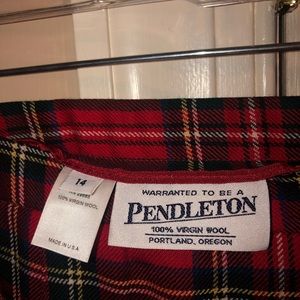 14
100% VIRGIN WOOL
MADE IN U.S.A
WARRANTED TO BE A
PENDLETON
100% VIRGIN WOOL
PORTLAND, OREGON